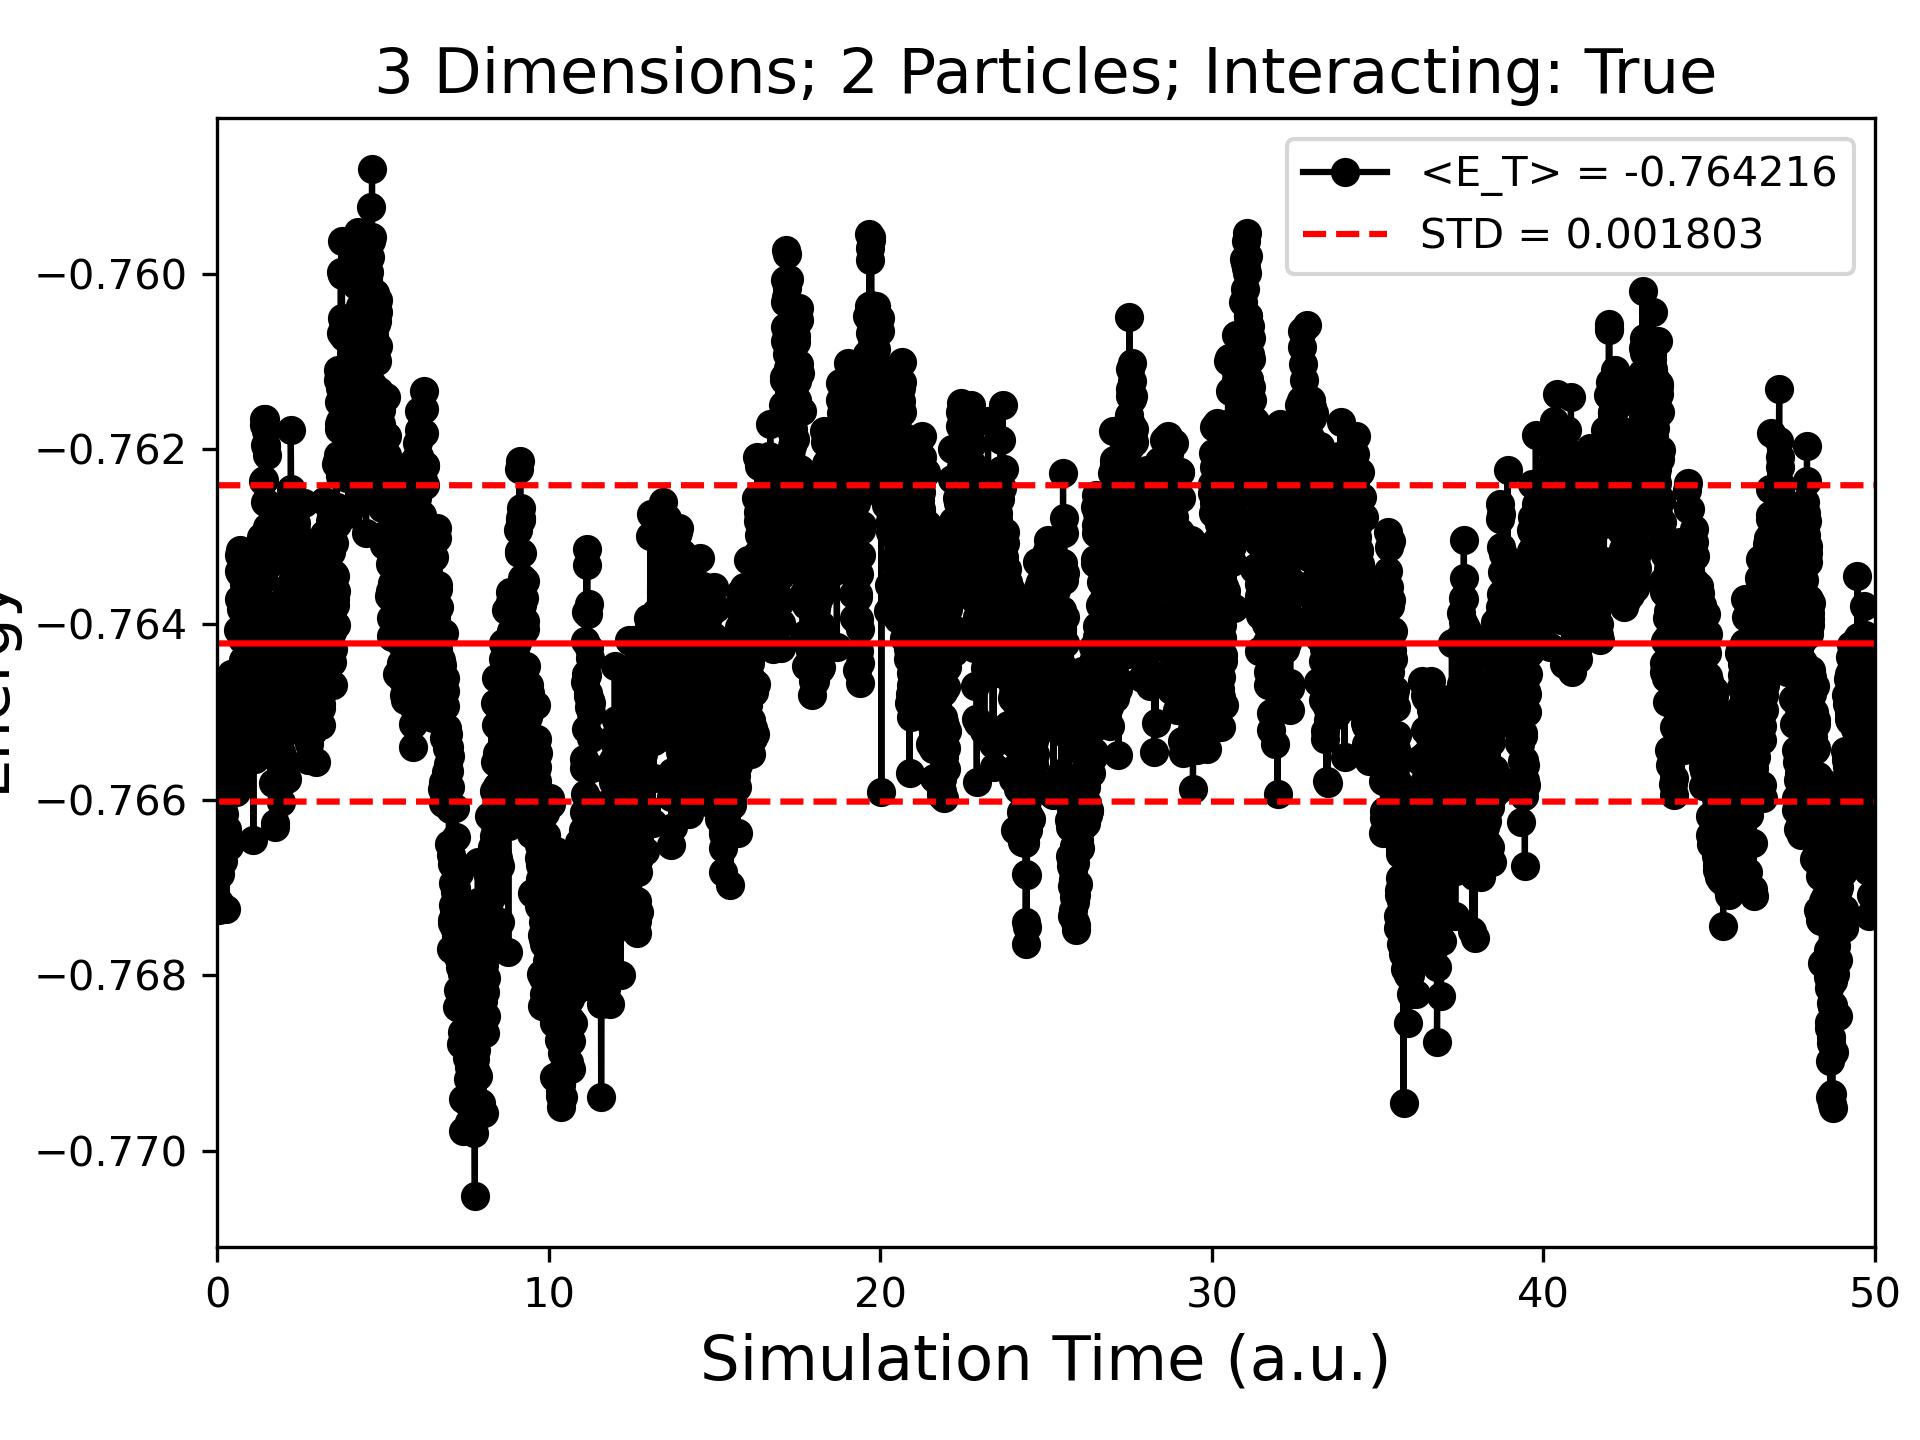 3 Dimensions; 2 Particles; Interacting: True
<E_T> = -0.764216
STD = 0.001803
−0.760
−0.762
−0.764
−0.766
−0.768
−0.770
Energy
0 10 20 30 40 50
Simulation Time (a.u.)